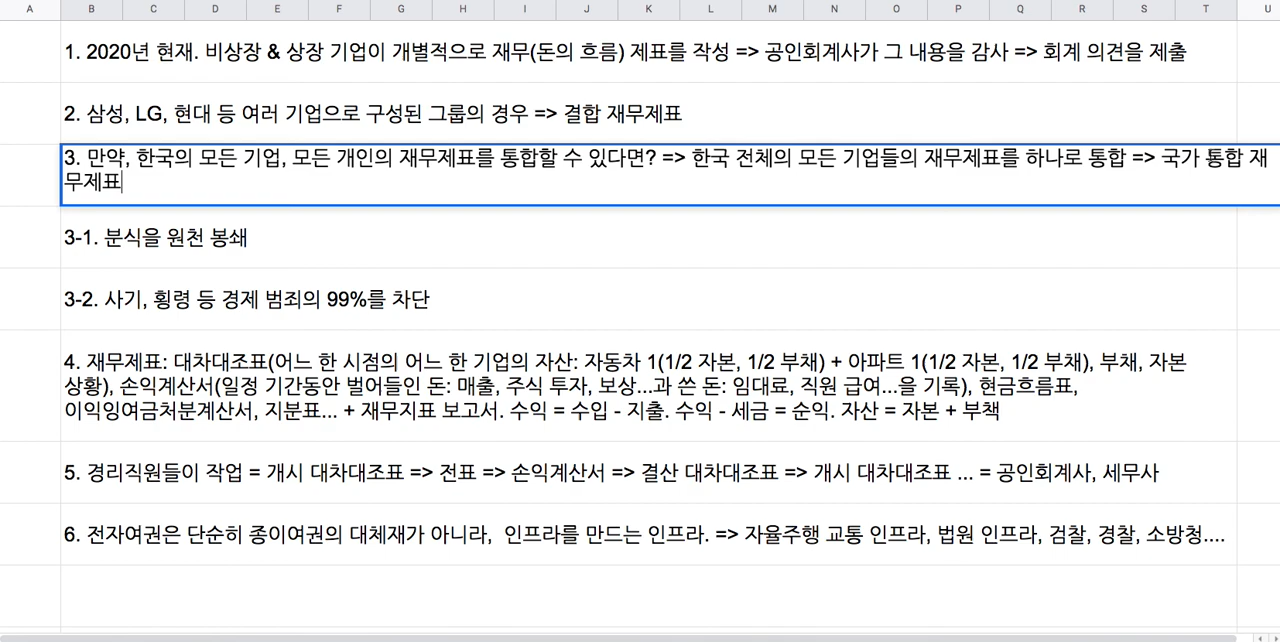 A B C D E F G H I J K L M N O P Q R S T U
1. 2020년 현재. 비상장 & 상장 기업이 개별적으로 재무(돈의 흐름) 제표를 작성 => 공인회계사가 그 내용을 감사 => 회계 의견을 제출
2. 삼성, LG, 현대 등 여러 기업으로 구성된 그룹의 경우 => 결합 재무제표
3. 만약, 한국의 모든 기업, 모든 개인의 재무제표를 통합할 수 있다면? => 한국 전체의 모든 기업들의 재무제표를 하나로 통합 => 국가 통합 재
무제표
3-1. 분식을 원천 봉쇄
3-2. 사기, 횡령 등 경제 범죄의 99%를 차단
4. 재무제표: 대차대조표(어느 한 시점의 어느 한 기업의 자산: 자동차 1(1/2 자본, 1/2 부채) + 아파트 1(1/2 자본, 1/2 부채), 부채, 자본
상황), 손익계산서(일정 기간동안 벌어들인 돈: 매출, 주식 투자, 보상...과 쓴 돈: 임대료, 직원 급여...을 기록), 현금흐름표,
이익잉여금처분계산서, 지분표... + 재무지표 보고서. 수익 = 수입 - 지출. 수익 - 세금 = 순익. 자산 = 자본 + 부책
5. 경리직원들이 작업 = 개시 대차대조표 => 전표 => 손익계산서 => 결산 대차대조표 => 개시 대차대조표 ... = 공인회계사, 세무사
6. 전자여권은 단순히 종이여권의 대체재가 아니라, 인프라를 만드는 인프라. => 자율주행 교통 인프라, 법원 인프라, 검찰, 경찰, 소방청....